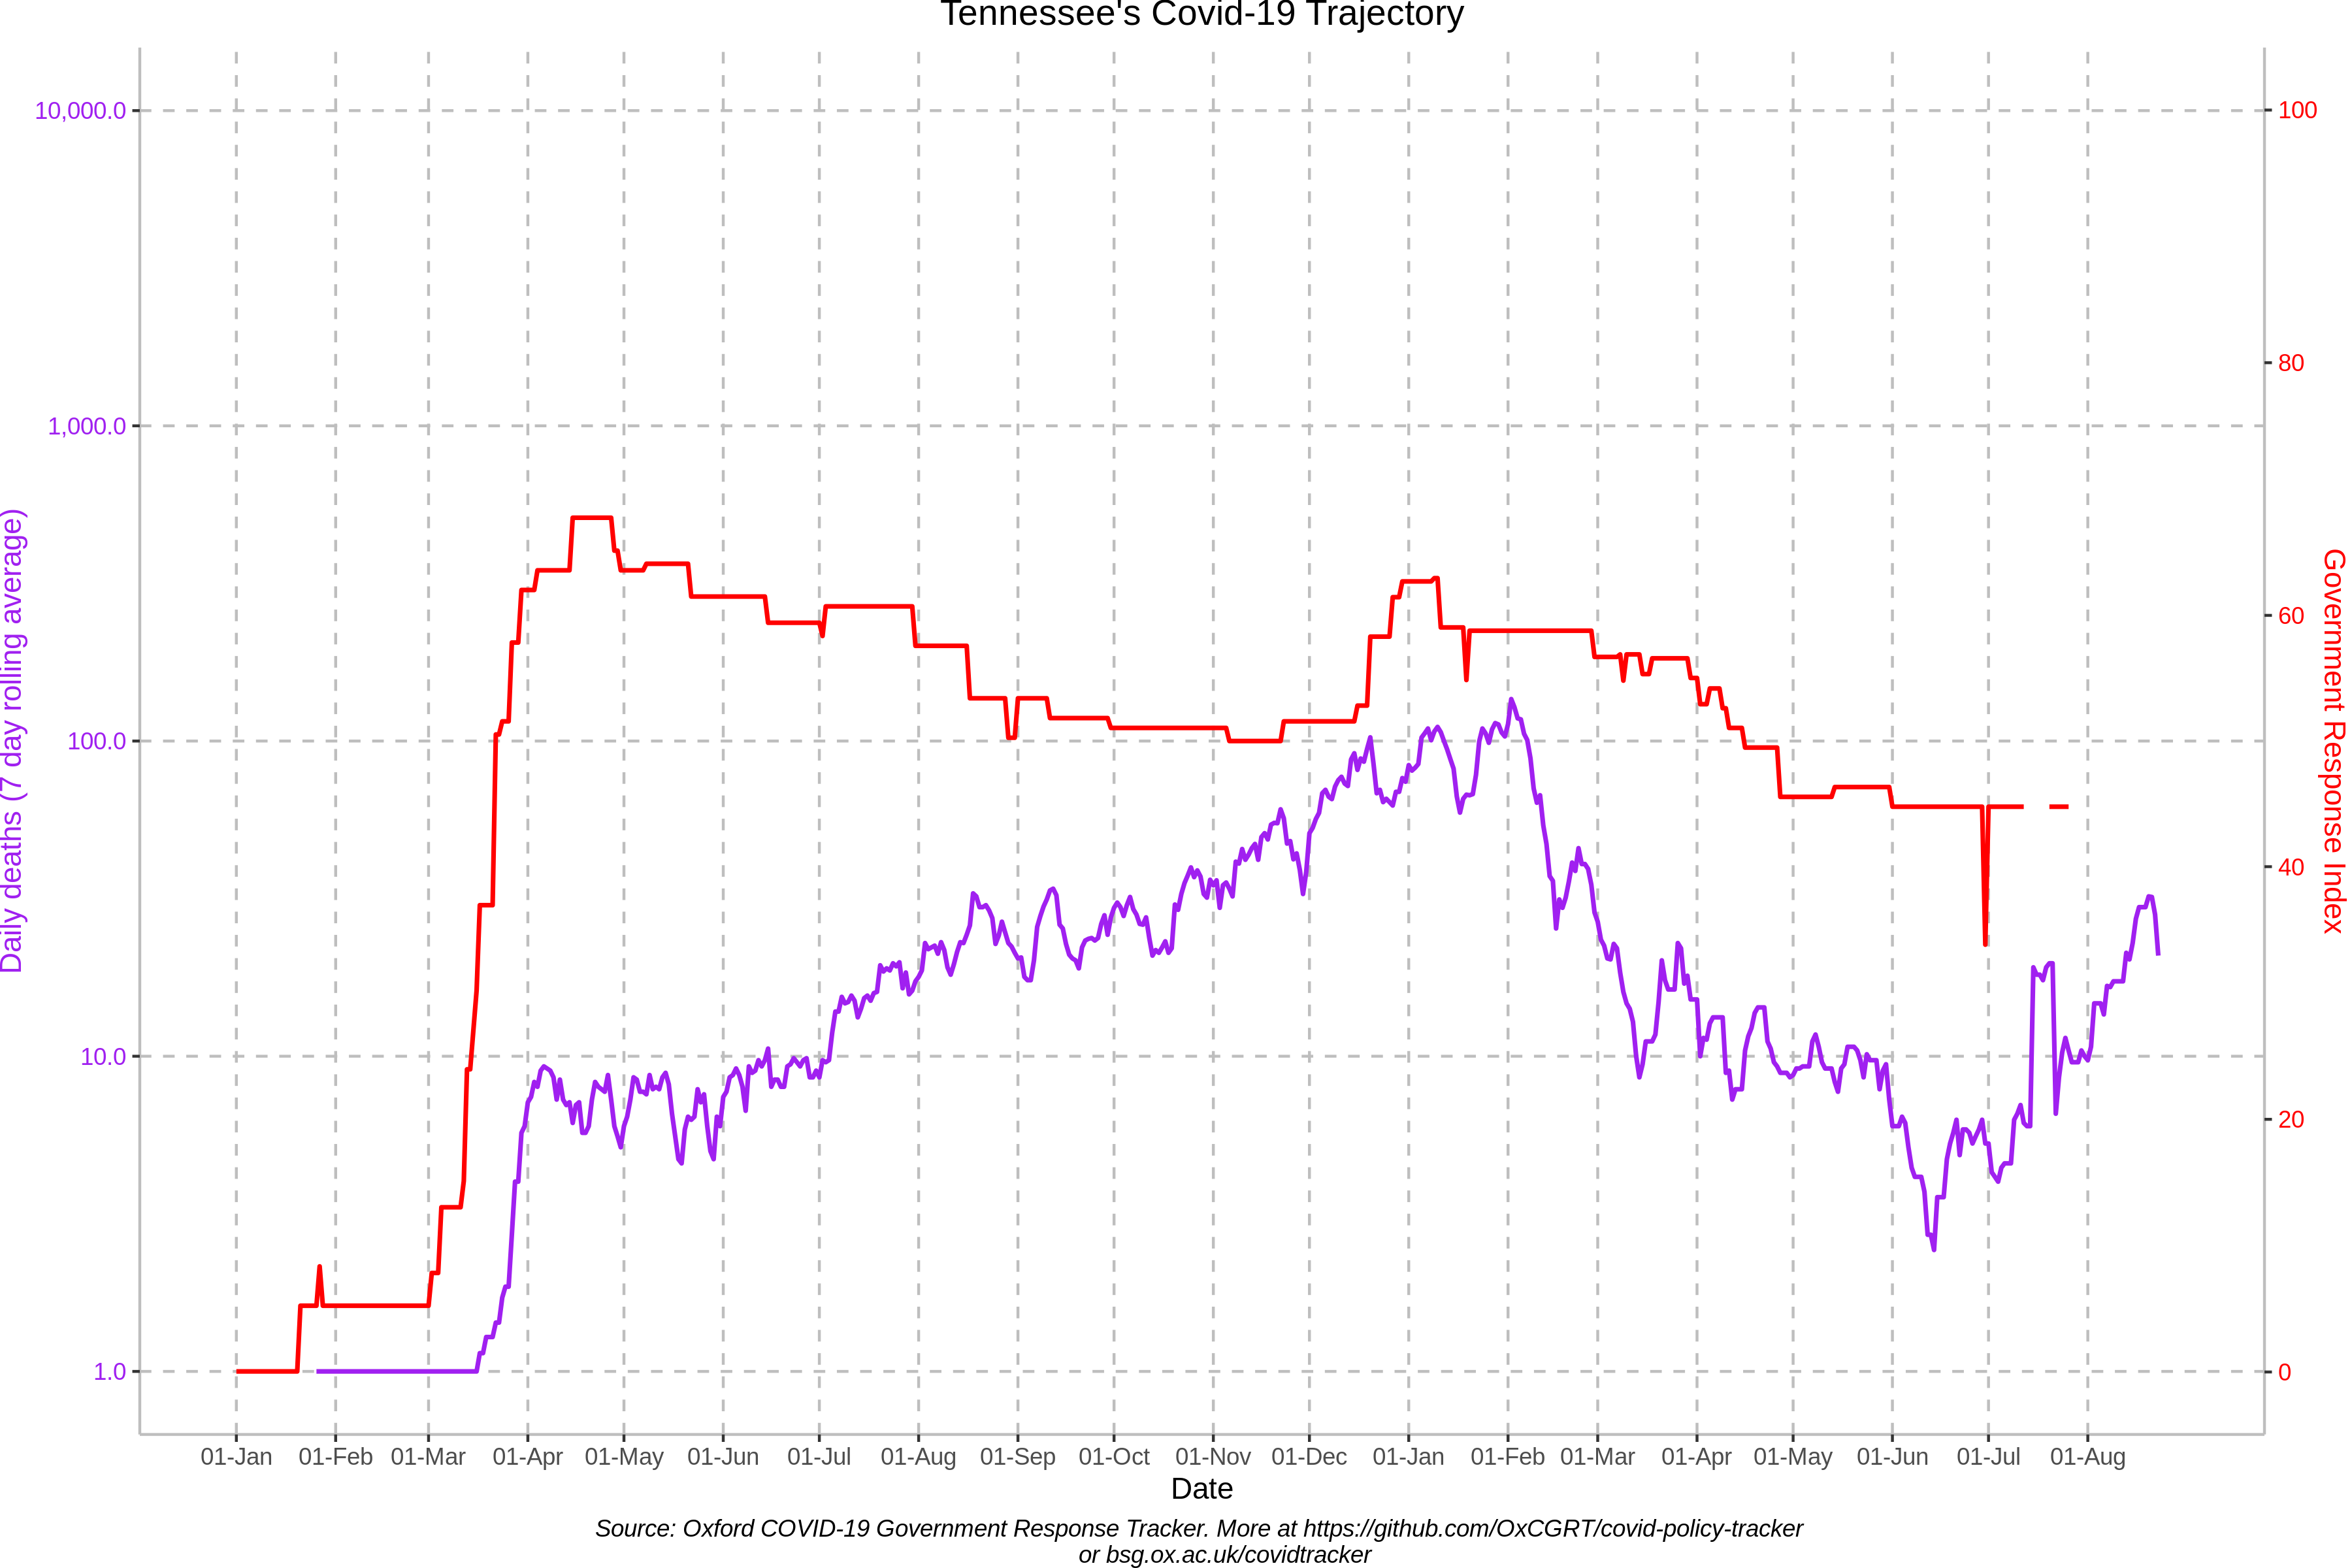 Tennessee's Covid-19 Trajectory
10,000.0
1,000.0
100.0
10.0
1.0
Daily deaths (7 day rolling average)
100
80
60
40
20
0
Government Response Index
01-Jan 01-Feb 01-Mar 01-Apr 01-May 01-Jun 01-Jul 01-Aug 01-Sep 01-Oct 01-Nov 01-Dec 01-Jan 01-Feb 01-Mar 01-Apr 01-May 01-Jun 01-Jul 01-Aug
Date
Source: Oxford COVID-19 Government Response Tracker. More at https://github.com/OxCGRT/covid-policy-tracker
or bsg.ox.ac.uk/covidtracker